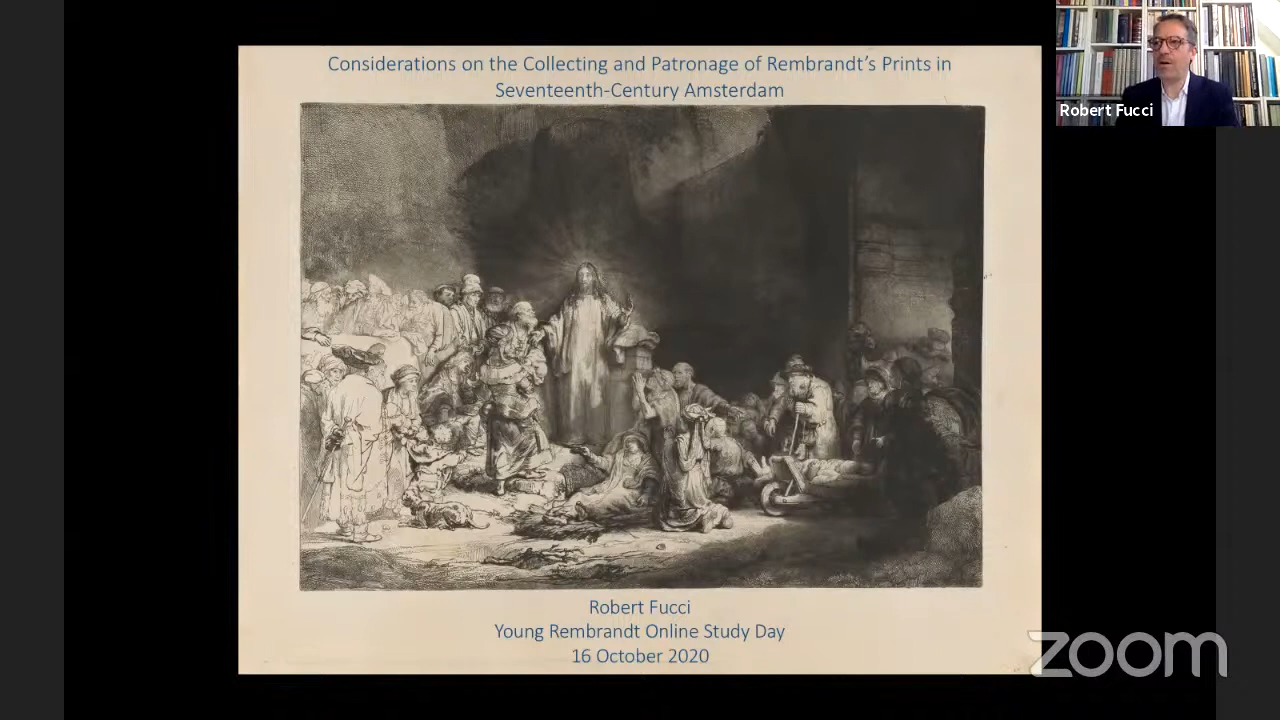 Considerations on the Collecting and Patronage of Rembrandt's Prints in
Seventeenth-Century Amsterdam
Robert Fucci
Robert Fucci
Young Rembrandt Online Study Day
16 October 2020
zoom